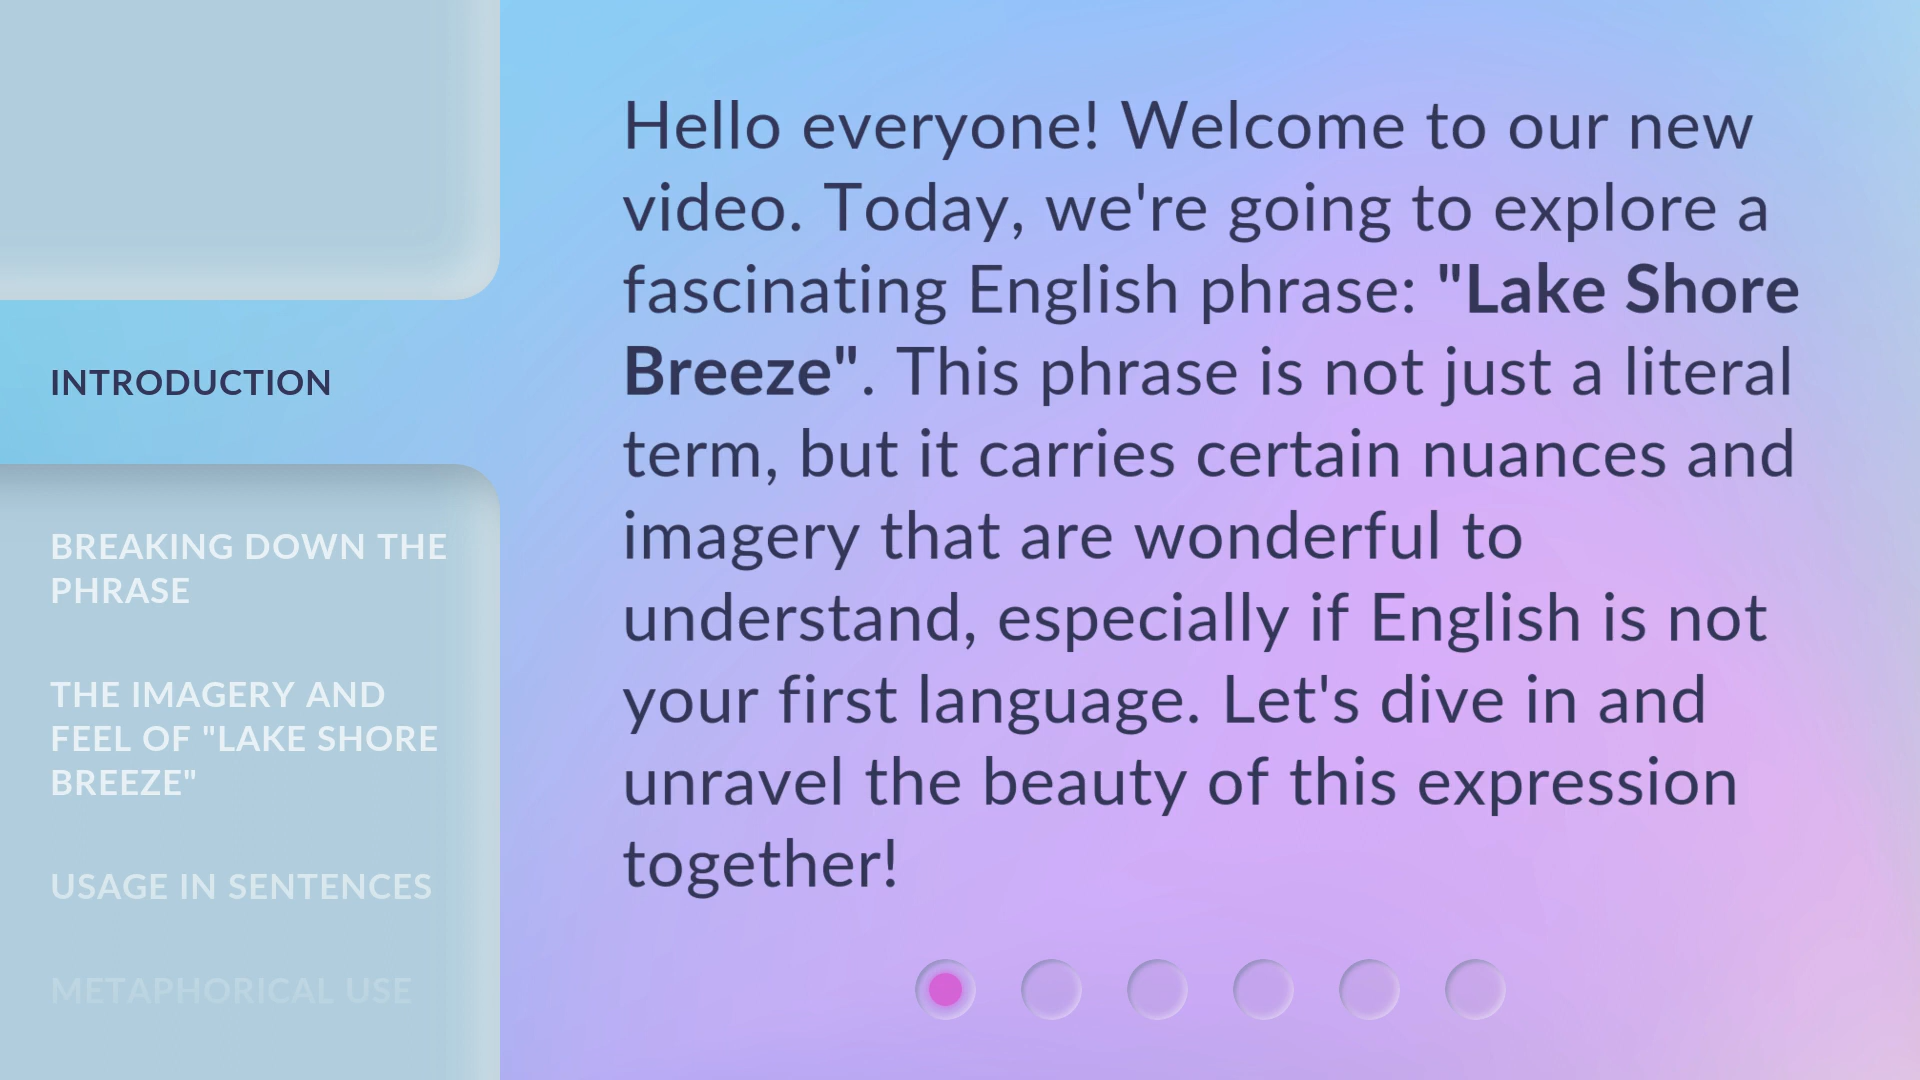 INTRODUCTION
BREAKING DOWN THE
PHRASE
THE IMAGERY AND
FEEL OF "LAKE SHORE
BREEZE"
USAGE IN SENTENCES
METAPHORICAL USE
Hello everyone! Welcome to our new
video. Today, we're going to explore a
fascinating English phrase: "Lake Shore
Breeze". This phrase is not just a literal
term, but it carries certain nuances and
imagery that are wonderful to
understand, especially if English is not
your first language. Let's dive in and
unravel the beauty of this expression
together!